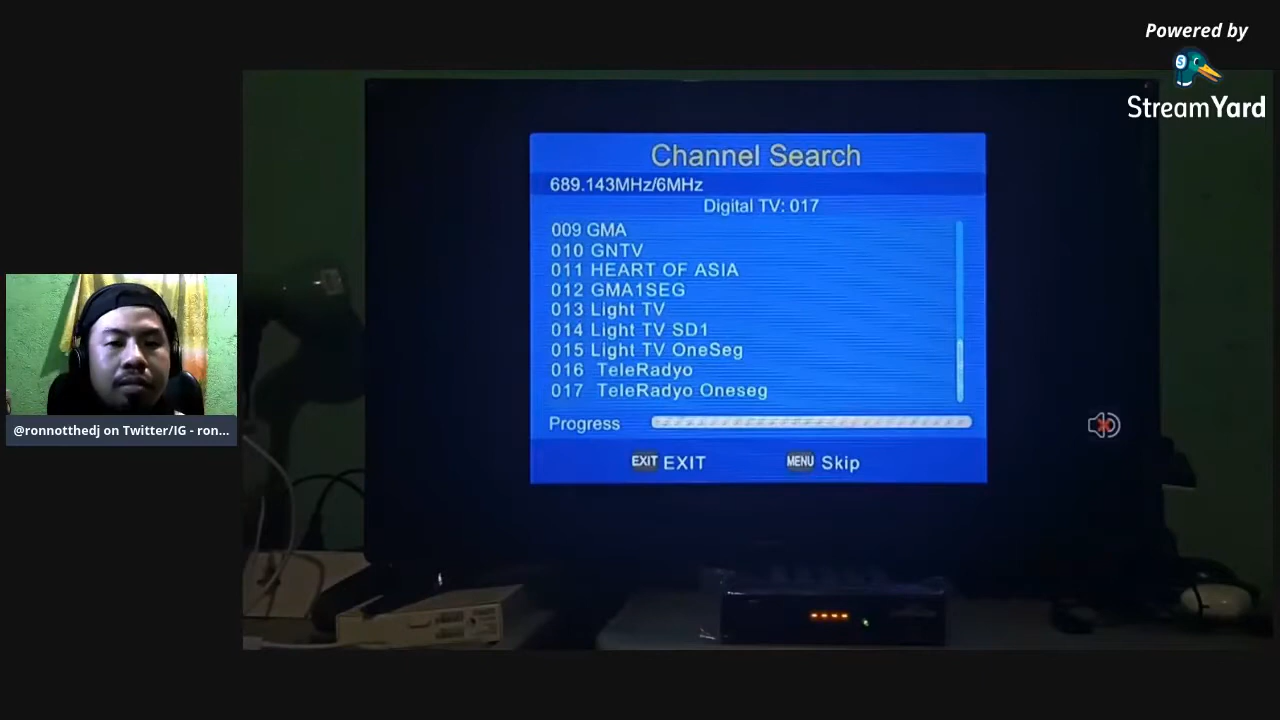 Powered by
StreamYard
Channel Search
689.143MHz/6MHz
Digital TV: 017
009 GMA
010 GNTV
011 HEART OF ASIA
012 GMA1SEG
013 Light TV
014 Light TV SD1
015 Light TV OneSeg
016 TeleRadyo
017 TeleRadyo Oneseg
Progress
EXIT EXIT
MENU Skip
@ronnotthedj on Twitter/IG - ron...